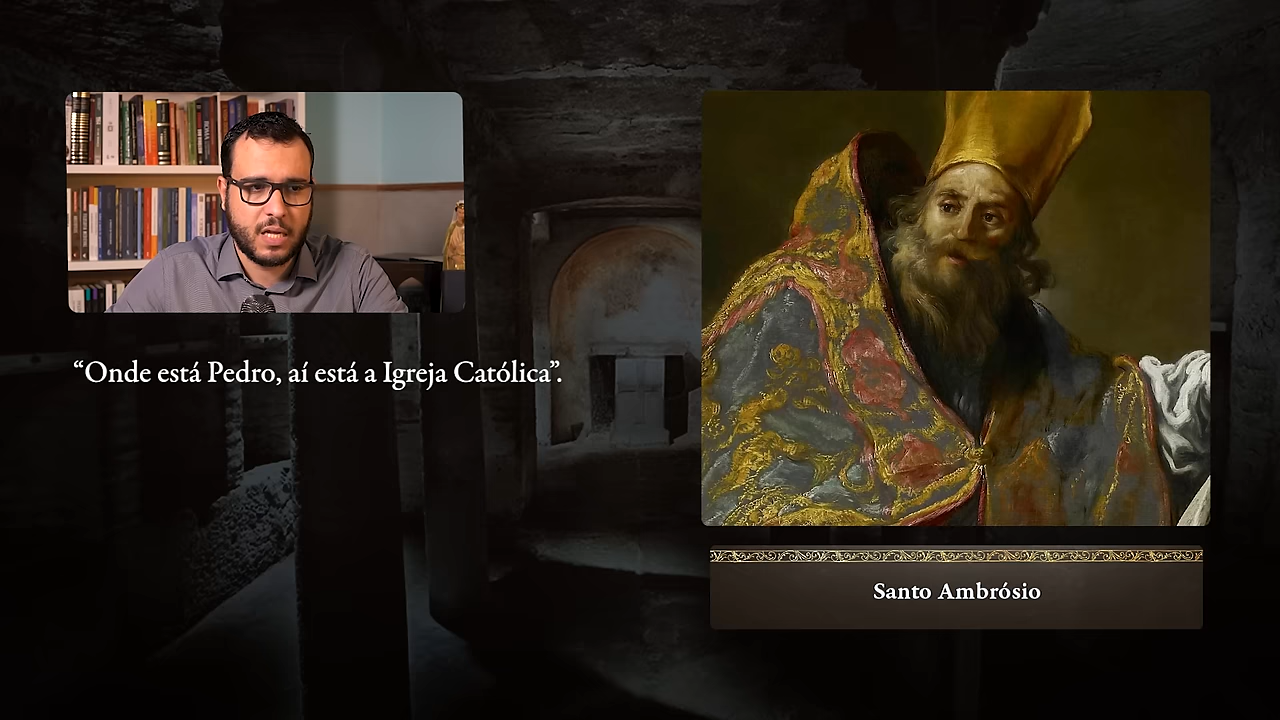 “Onde está Pedro, aí está a Igreja Católica”.
Santo Ambrósio